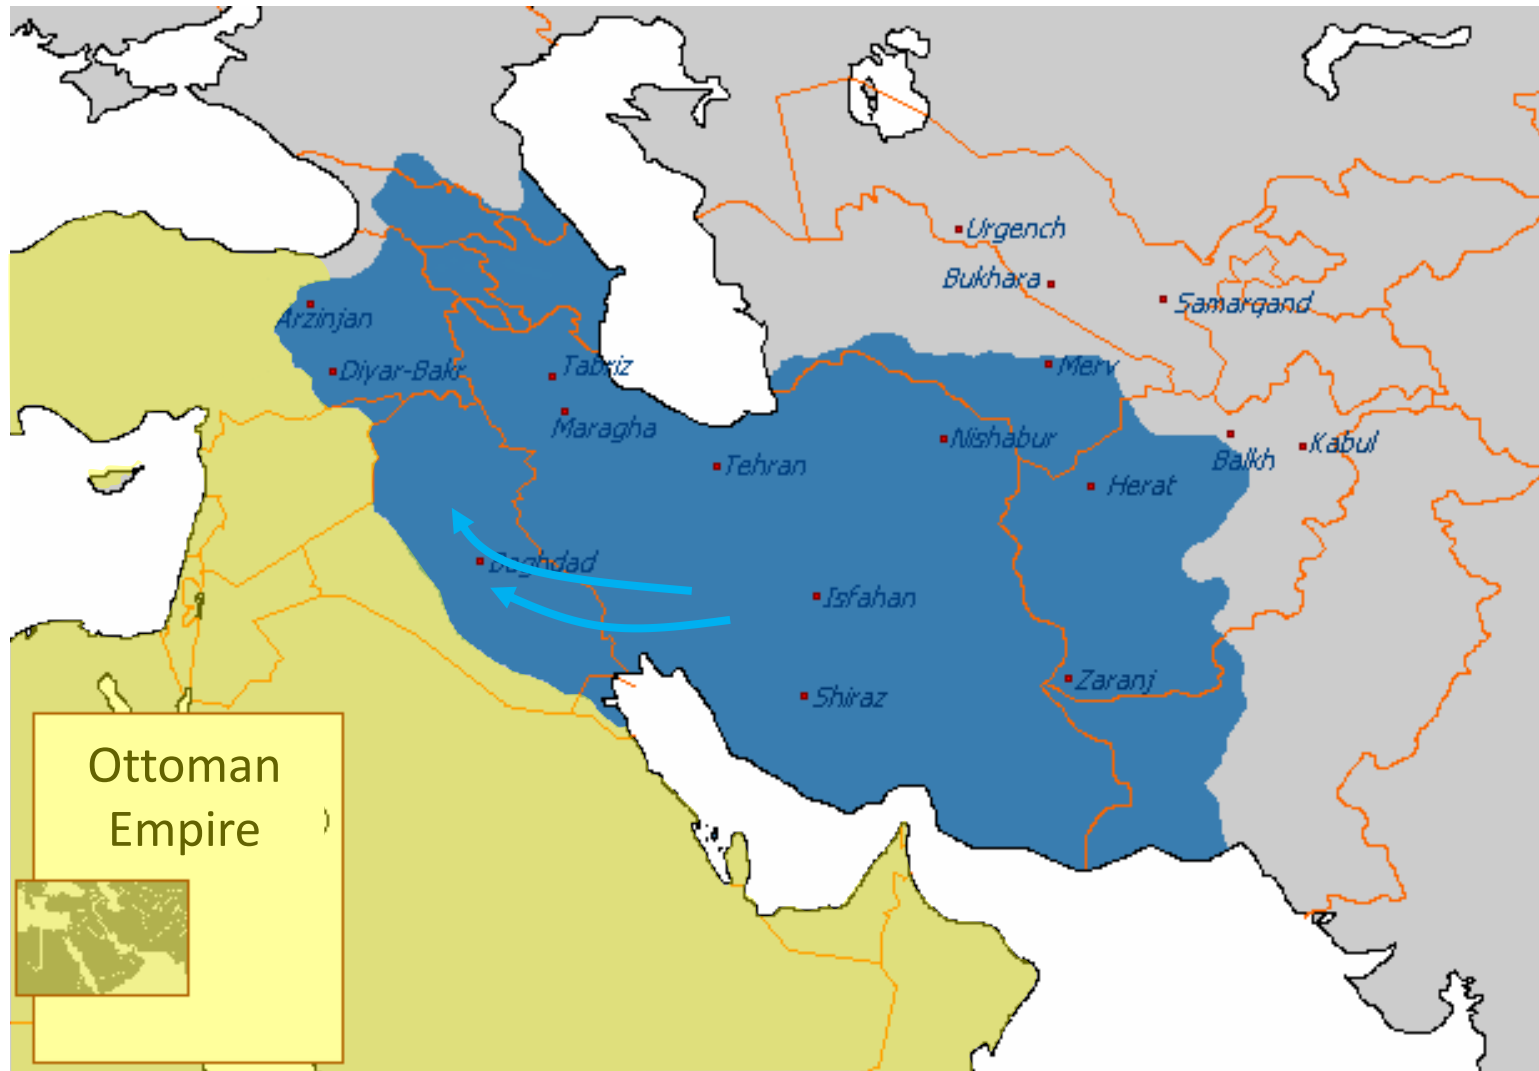 Urgench
Bukhara
Samarqand
Arzinjan
Diyar-Bakr
Tabriz
Merv
Maragha
Nishabur
Kabul
Balkh
Tehran
Herat
Baghdad
Isfahan
Zaranj
Shiraz
Ottoman
Empire